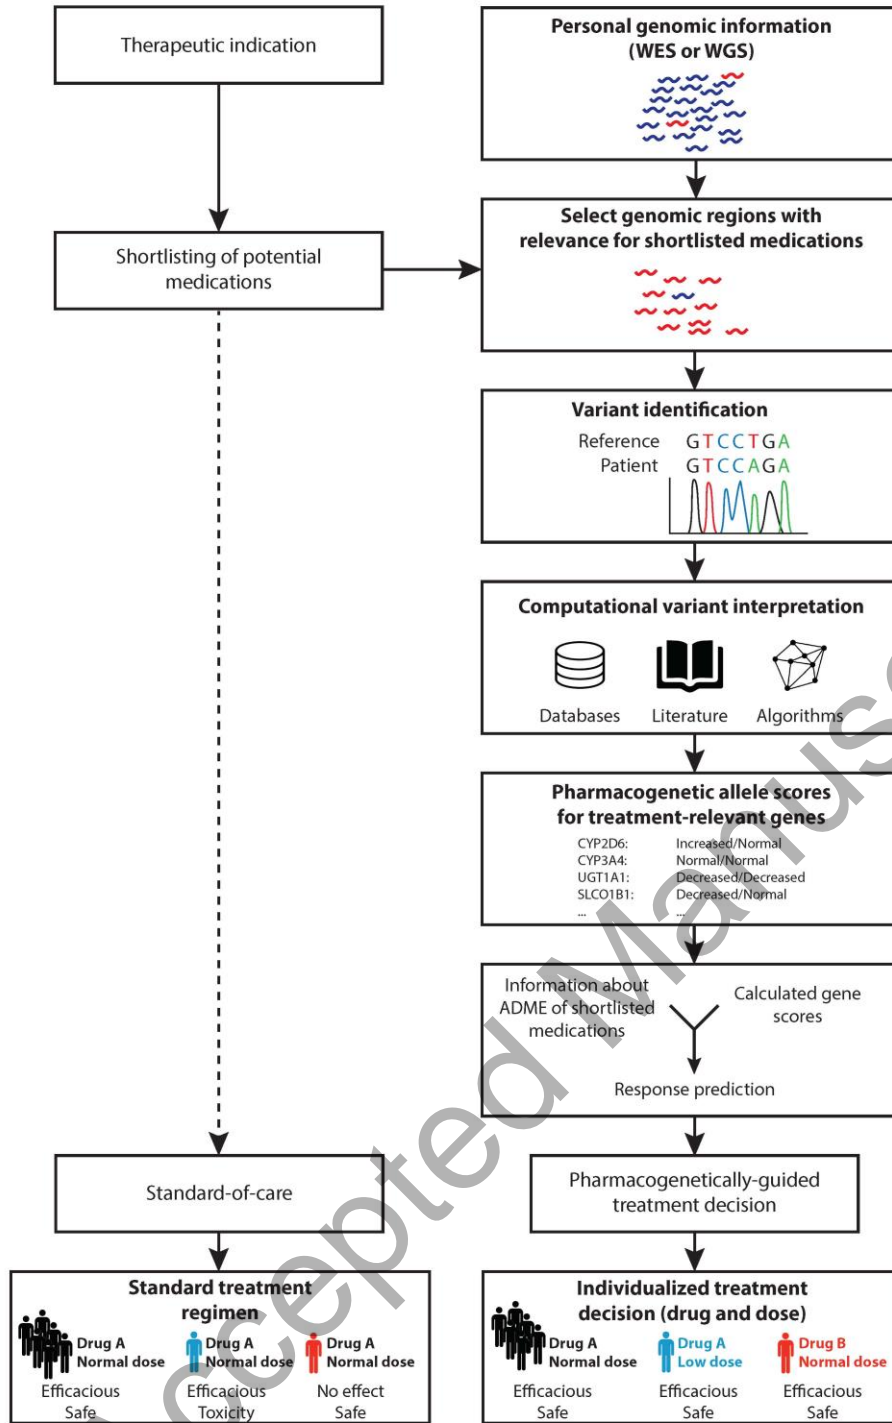 Therapeutic indication
Personal genomic information
(WES or WGS)
Shortlisting of potential
medications
Select genomic regions with
relevance for shortlisted medications
Variant identification
Reference G T C C T G A
Patient G T C C A G A
Computational variant interpretation
Databases Literature Algorithms
Pharmacogenetic allele scores
for treatment-relevant genes
CYP2D6: Increased/Normal
CYP3A4: Normal/Normal
UGT1A1: Decreased/Decreased
SLCO1B1: Decreased/Normal
... ...
Information about
ADME of shortlisted
medications
Calculated gene
scores
Response prediction
Standard-of-care
Pharmacogenetically-guided
treatment decision
Standard treatment
regimen
Drug A
Normal dose
Efficacious
Safe
Drug A
Normal dose
Efficacious
Toxicity
Drug A
Normal dose
No effect
Safe
Individualized treatment
decision (drug and dose)
Drug A
Normal dose
Efficacious
Safe
Drug A
Low dose
Efficacious
Safe
Drug B
Normal dose
Efficacious
Safe
Accepted